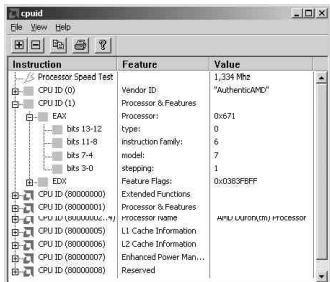 cpuid
File View Help
Instruction Feature Value
Processor Speed Test 1,334 Mhz
CPU ID (0) Vendor ID "AuthenticAMD"
CPU ID (1) Processor & Features
EAX Processor: 0x671
bits 13-12 type: 0
bits 11-8 instruction family: 6
bits 7-4 model: 7
bits 3-0 stepping: 1
EDX Feature Flags: 0x0383FBFF
CPU ID (80000000) Extended Functions
CPU ID (80000001) Processor & Features
CPU ID (80000002..4) Processor Name AMD Duron(tm) Processor
CPU ID (80000005) L1 Cache Information
CPU ID (80000006) L2 Cache Information
CPU ID (80000007) Enhanced Power Man...
CPU ID (80000008) Reserved